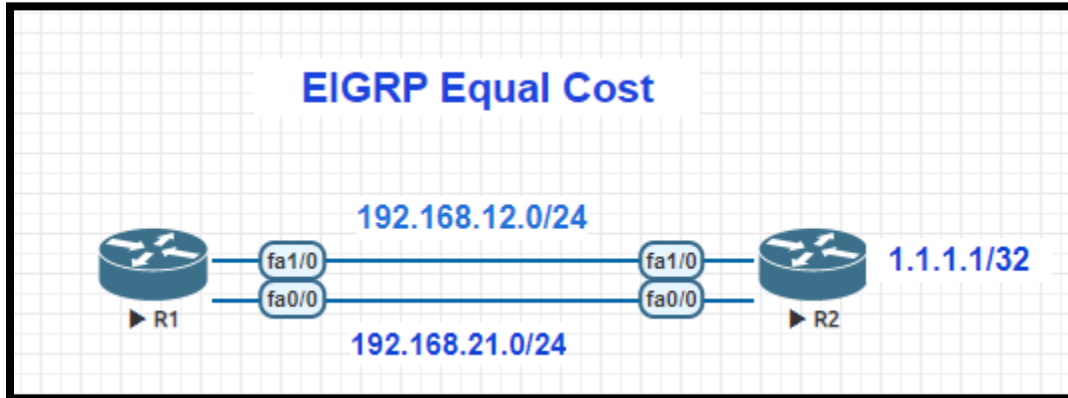 EIGRP Equal Cost
192.168.12.0/24
fa1/0 fa1/0 1.1.1.1/32
fa0/0 fa0/0
R1 R2
192.168.21.0/24